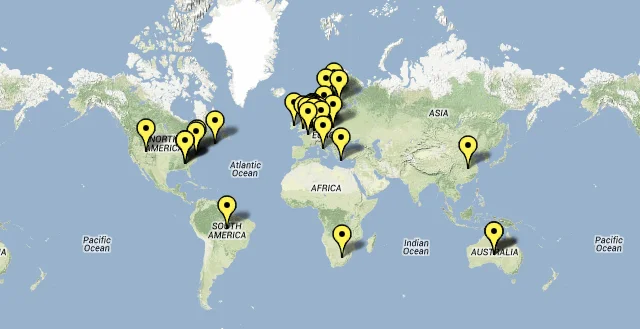 ASIA
NORTH
AMERICA
Atlantic
Ocean
AFRICA
SOUTH
AMERICA
Pacific
Ocean
Indian
Ocean
Pacific
Ocean
AUSTRALIA